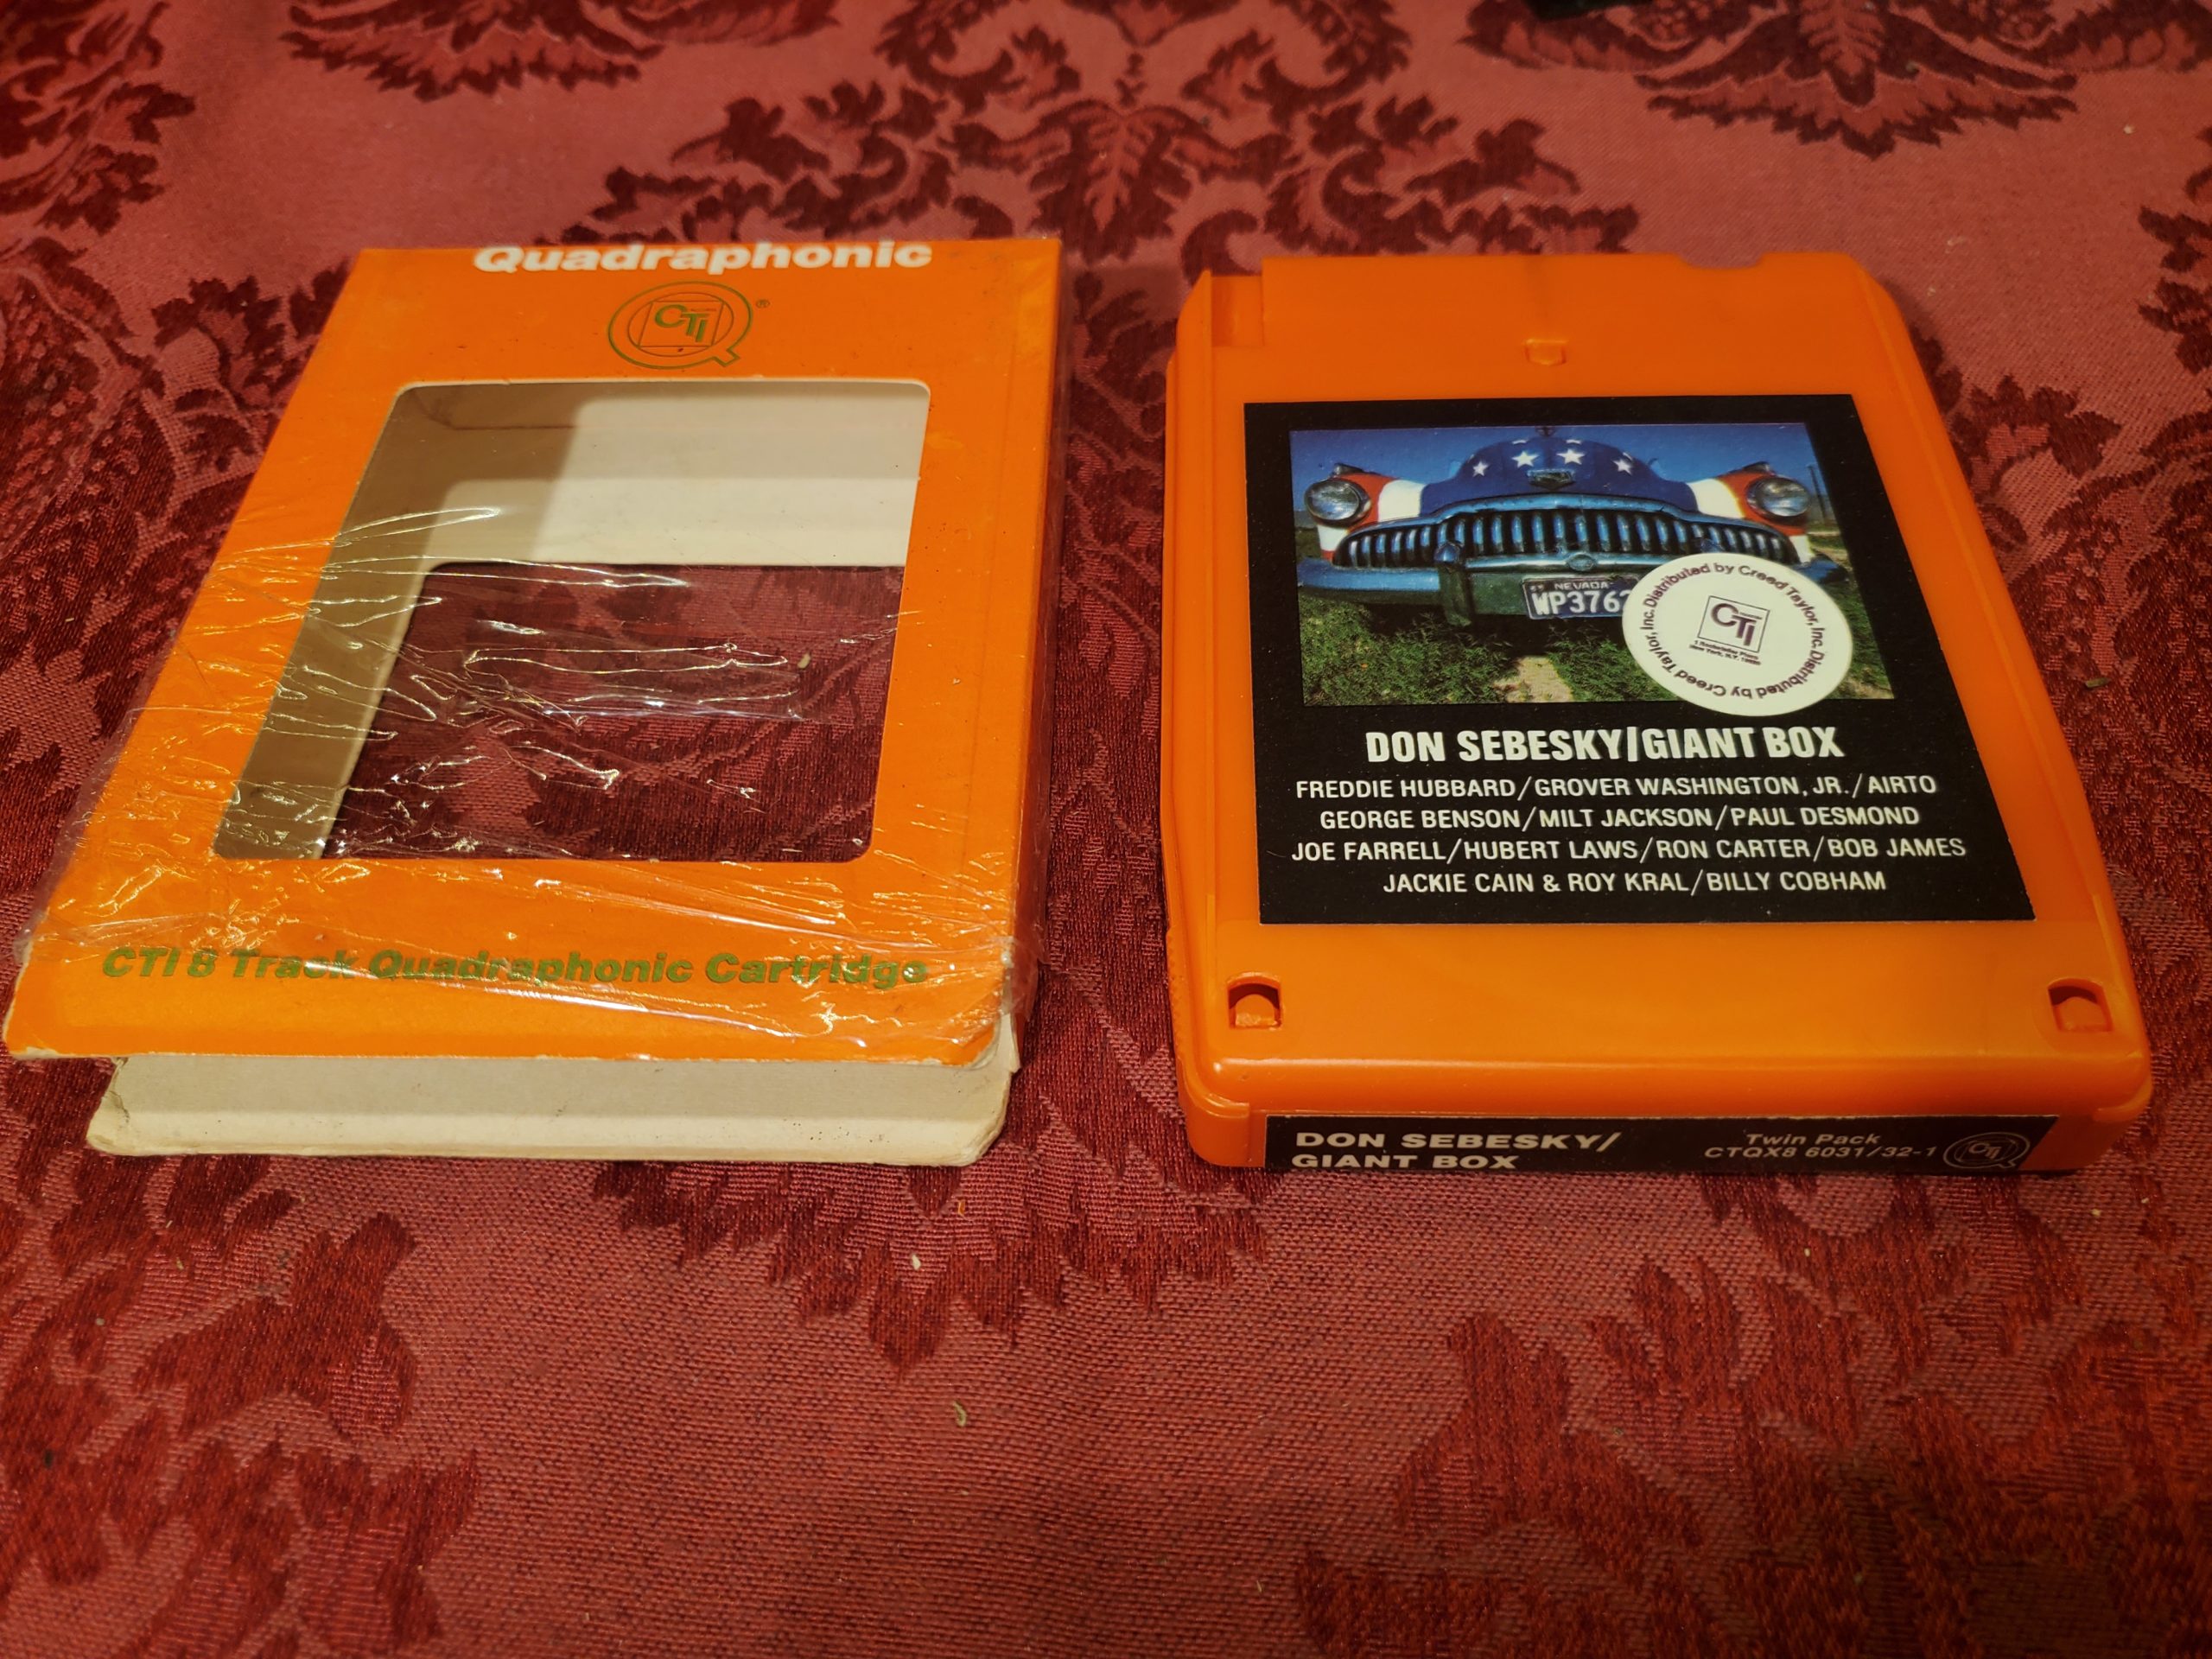 Quadraphonic
CTI ®
CTI 8 Track Quadraphonic Cartridge
NEVADA
WP376
Distributed by Creed Taylor, Inc. Distributed by Creed Taylor, Inc.
CTI
DON SEBESKY/GIANT BOX
FREDDIE HUBBARD/GROVER WASHINGTON, JR./AIRTO
GEORGE BENSON/MILT JACKSON/PAUL DESMOND
JOE FARRELL/HUBERT LAWS/RON CARTER/BOB JAMES
JACKIE CAIN & ROY KRAL/BILLY COBHAM
DON SEBESKY/
GIANT BOX
Twin Pack
CTQX8 6031/32-1
CTI